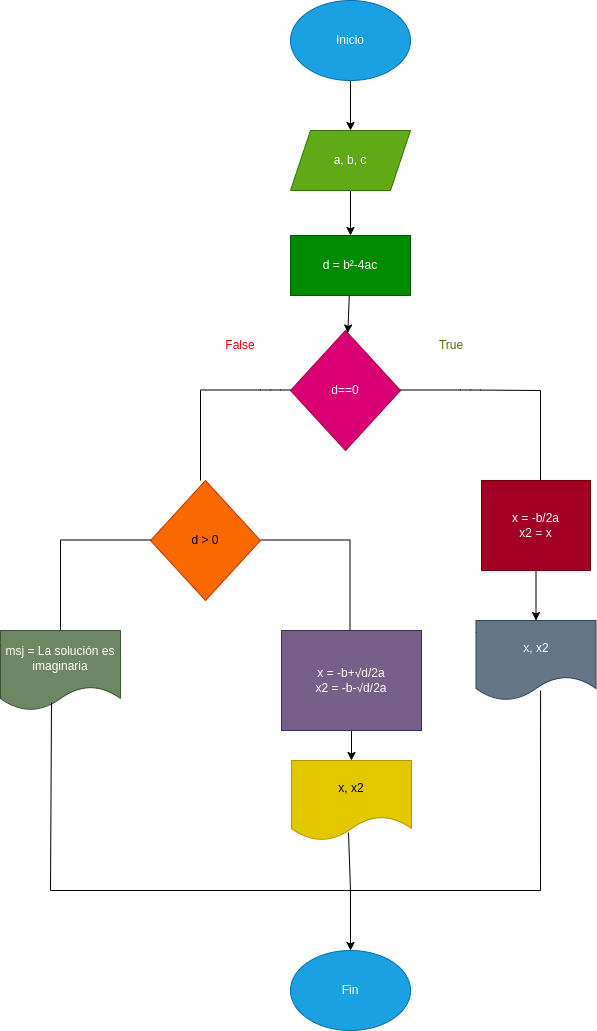 Inicio
a, b, c
d = b²-4ac
False
True
d==0
d > 0
x = -b/2a
x2 = x
msj = La solución es
imaginaria
x, x2
x = -b+√d/2a
x2 = -b-√d/2a
x, x2
Fin